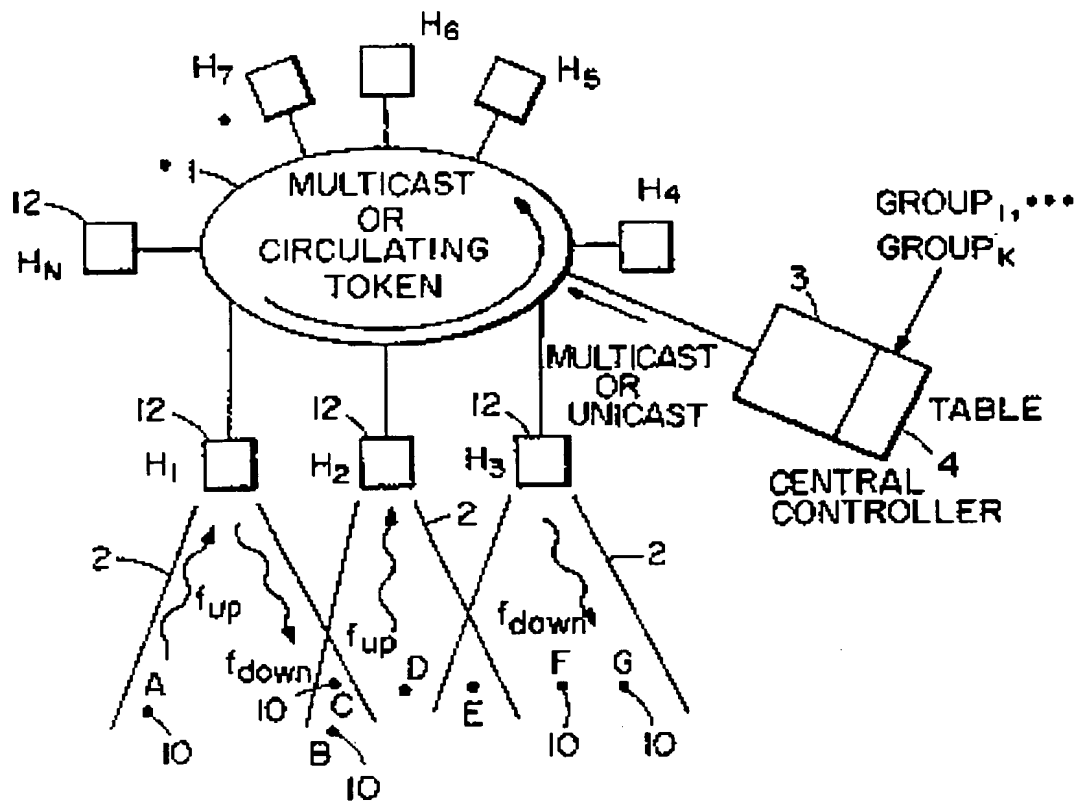 H6
H7
H5
1
MULTICAST
OR
CIRCULATING
TOKEN
12
HN
H4
GROUP1,•••
GROUPK
3
MULTICAST
OR
UNICAST
TABLE
4
CENTRAL
CONTROLLER
12
H1
12
H2
12
H3
2
2
2
fup
fdown
fup
fdown
A
10
10
C
B
10
D
E
F
10
G
10